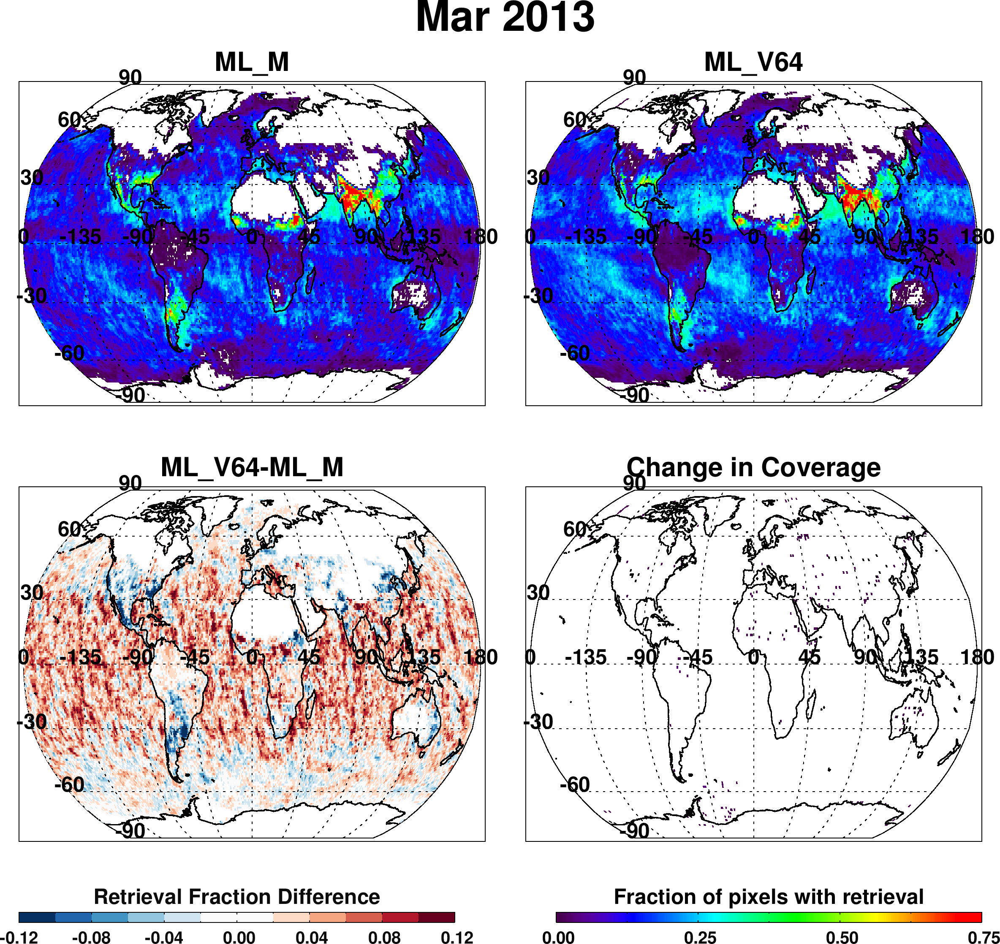 Mar 2013
ML_M
ML_V64
90
60
30
0 -135 -90 -45 0 45 90 135 180
-30
-60
-90
90
60
30
0 -135 -90 -45 0 45 90 135 180
-30
-60
-90
ML_V64-ML_M
Change in Coverage
90
60
30
0 -135 -90 -45 0 45 90 135 180
-30
-60
-90
90
60
30
0 -135 -90 -45 0 45 90 135 180
-30
-60
-90
Retrieval Fraction Difference
-0.12 -0.08 -0.04 0.00 0.04 0.08 0.12
Fraction of pixels with retrieval
0.00 0.25 0.50 0.75